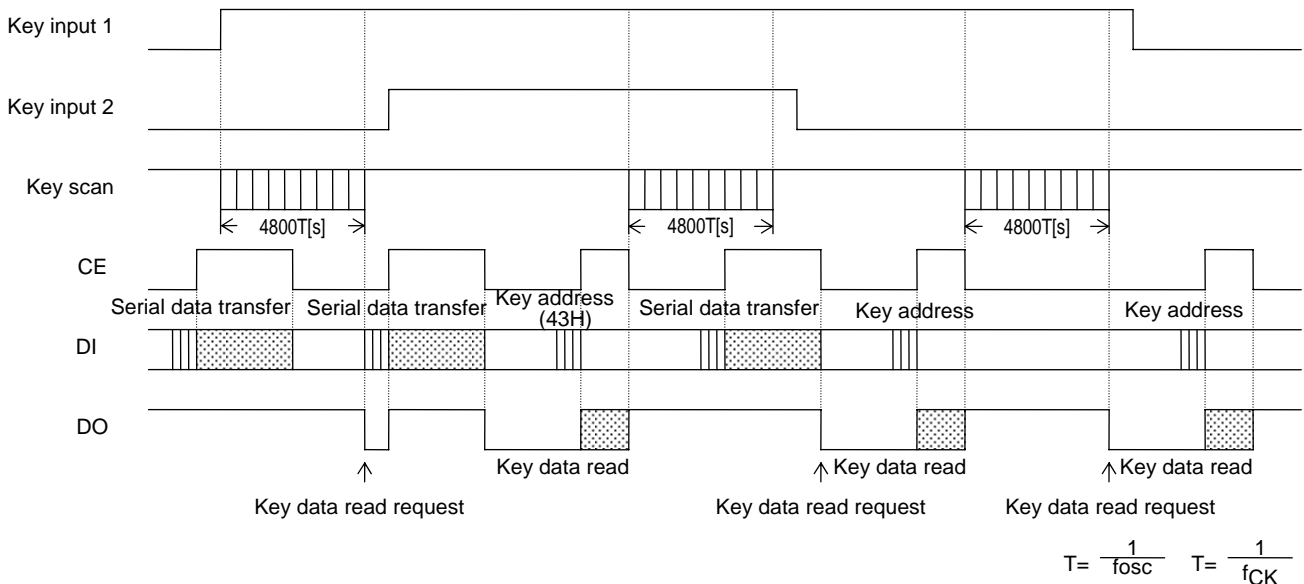 Key input 1
Key input 2
Key scan
4800T[s] 4800T[s] 4800T[s]
CE
Serial data transfer Serial data transfer Key address (43H) Serial data transfer Key address Key address
DI
DO
Key data read Key data read Key data read
Key data read request Key data read request Key data read request
T= 1/fosc T= 1/fCK